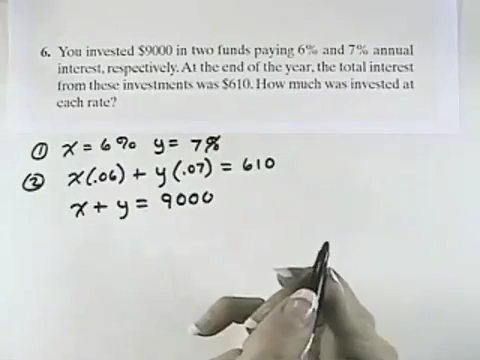 6. You invested $9000 in two funds paying 6% and 7% annual
interest, respectively. At the end of the year, the total interest
from these investments was $610. How much was invested at
each rate?
① x = 6% y = 7%
② x(.06) + y(.07) = 610
x + y = 9000